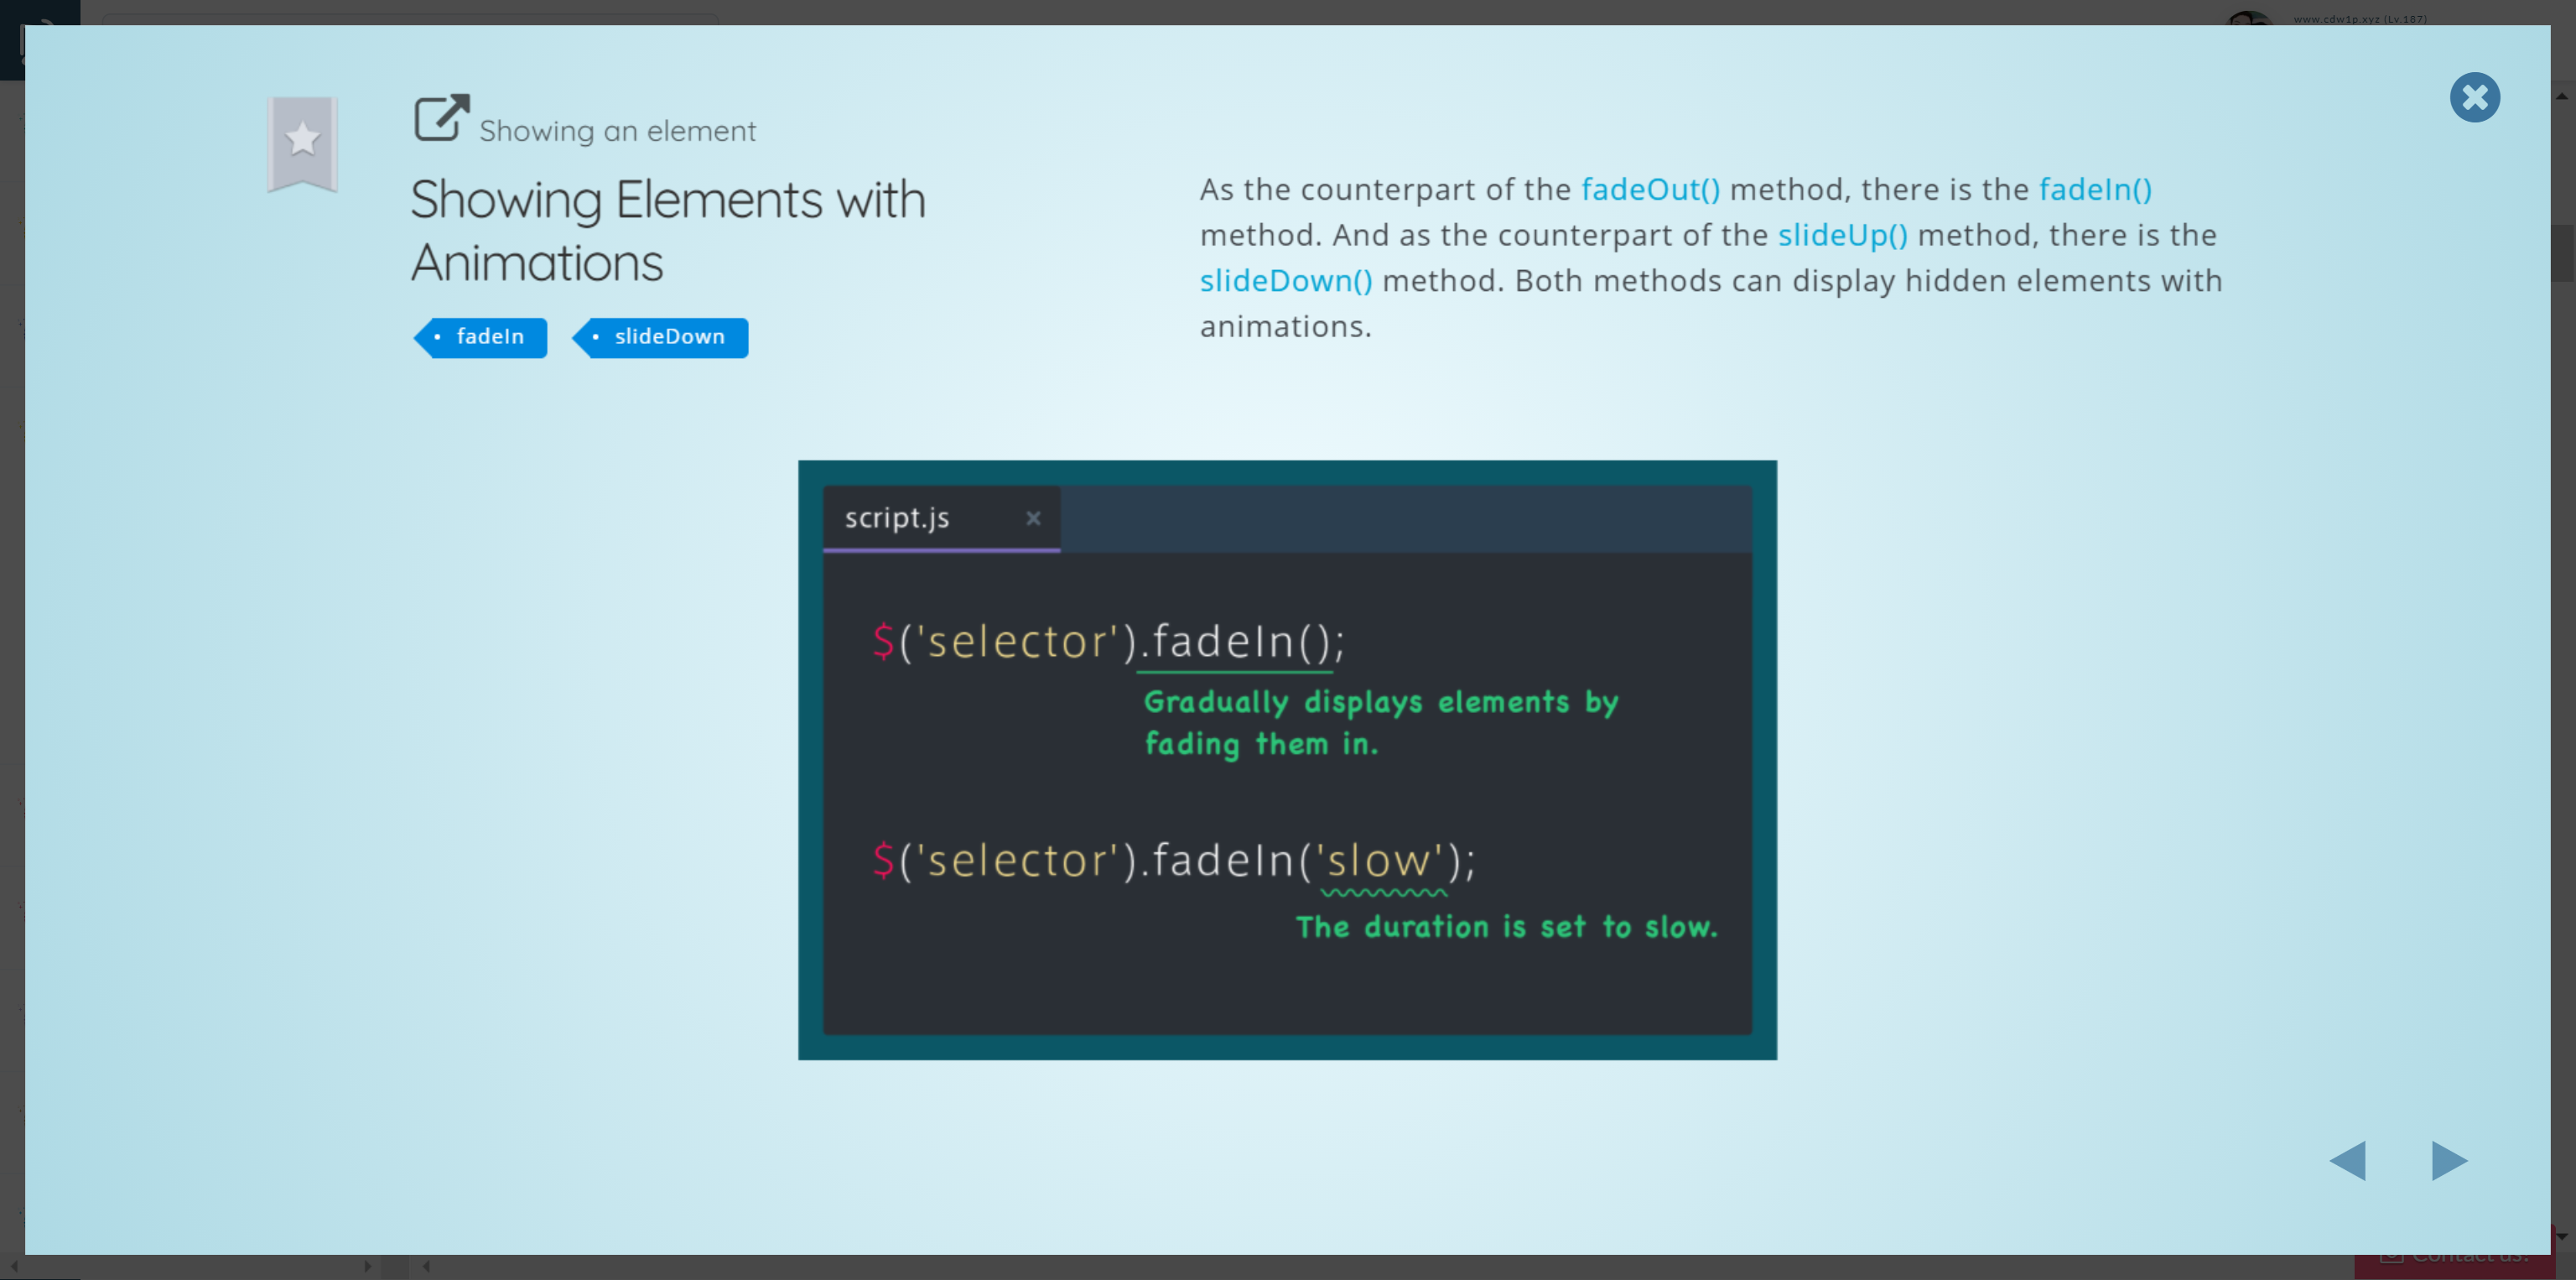 www.cdw1p.xyz (Lv.187)
Showing an element
Showing Elements with
Animations
• fadeIn
• slideDown
As the counterpart of the fadeOut() method, there is the fadeIn()
method. And as the counterpart of the slideUp() method, there is the
slideDown() method. Both methods can display hidden elements with
animations.
script.js ×
$('selector').fadeIn();
Gradually displays elements by
fading them in.
$('selector').fadeIn('slow');
The duration is set to slow.
Contact us!